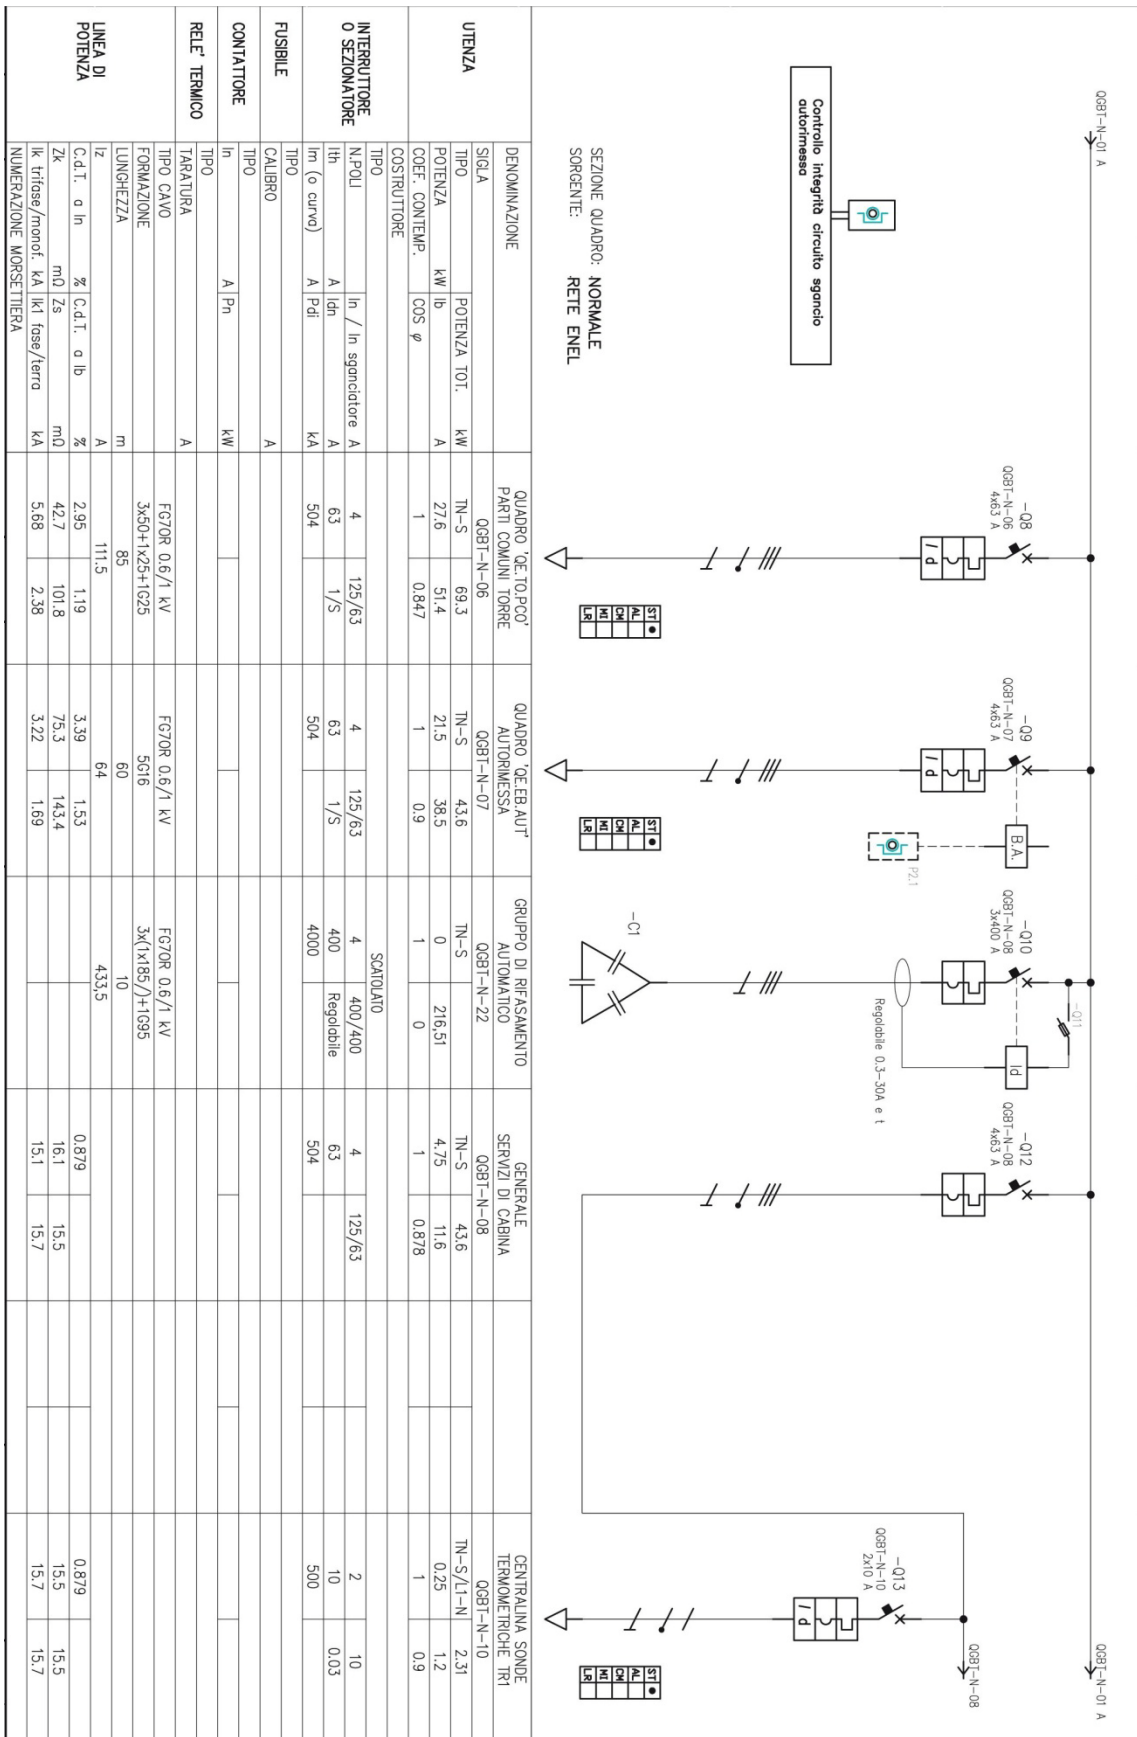 QGBT-N-01 A
QGBT-N-01 A
Controllo integrità circuito sgancio
autorimessa
SEZIONE QUADRO: NORMALE
SORGENTE: RETE ENEL
-Q8
QGBT-N-06
4x63 A
I d
ST
AL
CM
MI
LR
-Q9
QGBT-N-07
4x63 A
I d
B.A.
P2.1
ST
AL
CM
MI
LR
-Q10
QGBT-N-08
3x400 A
-Q11
Id
Regolabile 0.3-30A e t
-C1
-Q12
QGBT-N-08
4x63 A
-Q13
QGBT-N-10
2x10 A
I d
QGBT-N-08
ST
AL
CM
MI
LR
UTENZA
DENOMINAZIONE
QUADRO 'QE.TO.PCO'
PARTI COMUNI TORRE
QUADRO 'QE.EB.AUT'
AUTORIMESSA
GRUPPO DI RIFASAMENTO
AUTOMATICO
GENERALE
SERVIZI DI CABINA
CENTRALINA SONDE
TERMOMETRICHE TR1
SIGLA QGBT-N-06 QGBT-N-07 QGBT-N-22 QGBT-N-08 QGBT-N-10
TIPO POTENZA TOT. kW TN-S 69.3 TN-S 43.6 TN-S TN-S 43.6 TN-S/L1-N 2.31
POTENZA kW Ib A 27.6 51.4 21.5 38.5 0 216,51 4.75 11.6 0.25 1.2
COEF. CONTEMP. COS φ 1 0.847 1 0.9 1 0 1 0.878 1 0.9
INTERRUTTORE
O SEZIONATORE
COSTRUTTORE
TIPO SCATOLATO
N.POLI In / In sganciatore A 4 125/63 4 125/63 4 400/400 4 125/63 2 10
Ith A Idn A 63 1/S 63 1/S 400 Regolabile 63 10 0.03
Im (o curva) A Pdi kA 504 504 4000 504 500
FUSIBILE
TIPO
CALIBRO A
CONTATTORE
TIPO
In A Pn kW
RELE' TERMICO
TIPO
TARATURA A
LINEA DI
POTENZA
TIPO CAVO FG7OR 0.6/1 kV FG7OR 0.6/1 kV FG7OR 0.6/1 kV
FORMAZIONE 3x50+1x25+1G25 5G16 3x(1x185/)+1G95
LUNGHEZZA m 85 60 10
Iz A 111.5 64 433,5
C.d.T. a In % C.d.T. a Ib % 2.95 1.19 3.39 1.53 0.879 0.879
Zk mΩ Zs mΩ 42.7 101.8 75.3 143.4 16.1 15.5 15.5 15.5
Ik trifase/monof. kA Ik1 fase/terra kA 5.68 2.38 3.22 1.69 15.1 15.7 15.7 15.7
NUMERAZIONE MORSETTIERA